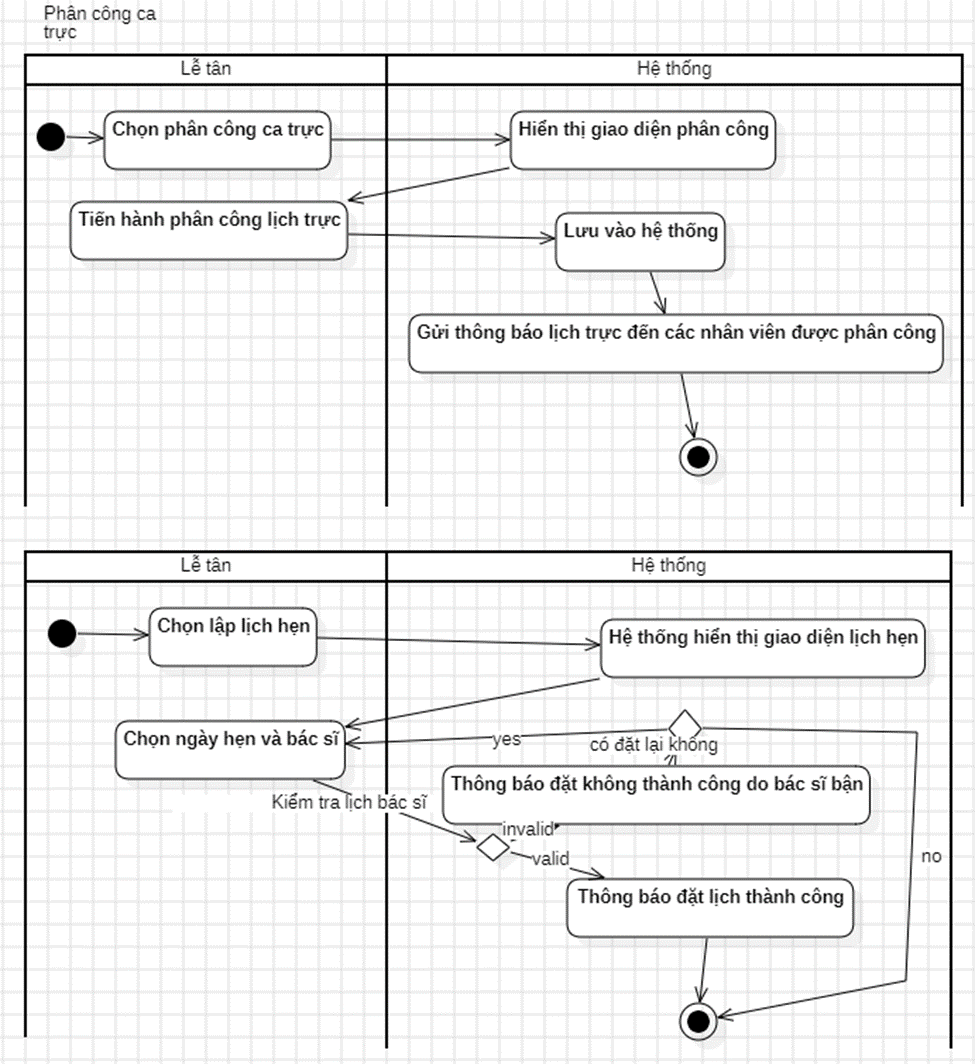 Phân công ca
trực
Lễ tân
Hệ thống
Chọn phân công ca trực
Hiển thị giao diện phân công
Tiến hành phân công lịch trực
Lưu vào hệ thống
Gửi thông báo lịch trực đến các nhân viên được phân công
Lễ tân
Hệ thống
Chọn lập lịch hẹn
Hệ thống hiển thị giao diện lịch hẹn
Chọn ngày hẹn và bác sĩ
yes
có đặt lại không
Thông báo đặt không thành công do bác sĩ bận
Kiểm tra lịch bác sĩ
invalid
valid
no
Thông báo đặt lịch thành công